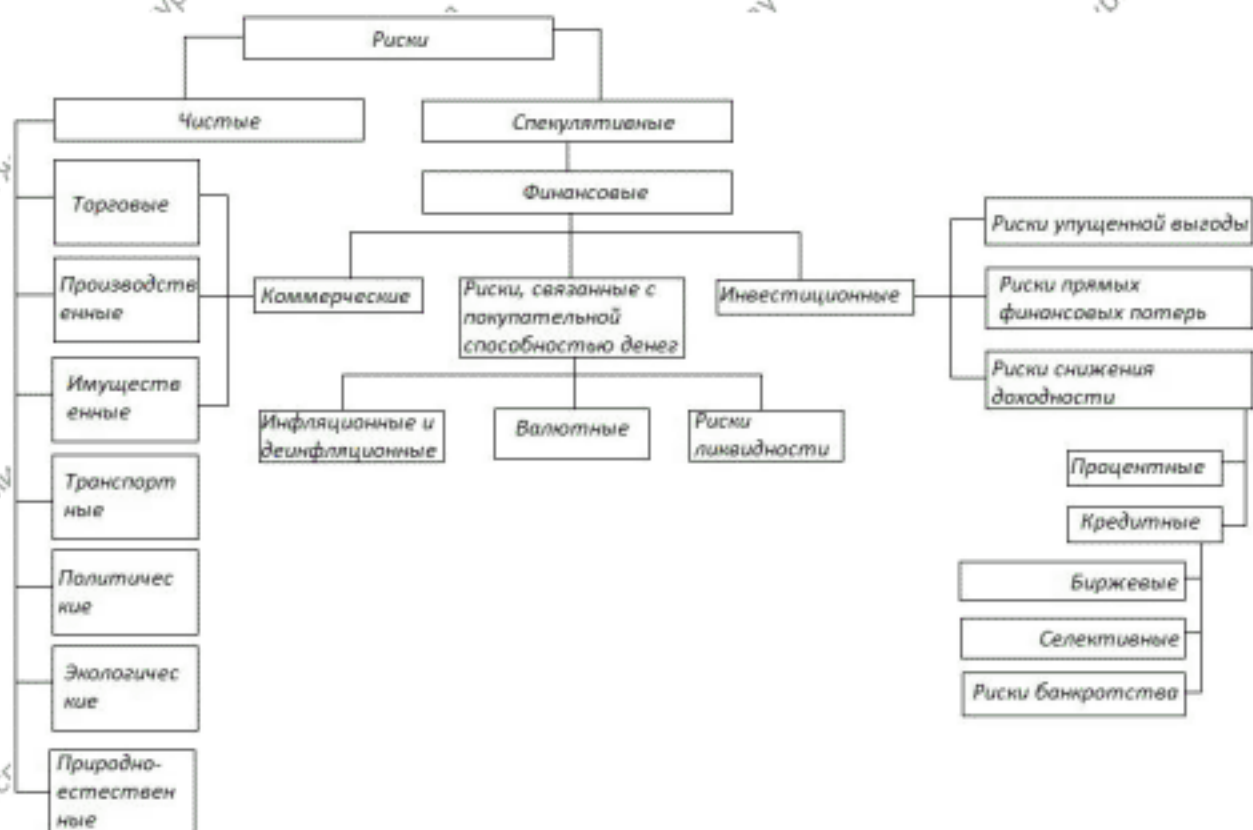 Риски
Чистые
Спекулятивные
Финансовые
Торговые
Производств
енные
Имуществ
енные
Транспорт
ные
Политичес
кие
Экологичес
кие
Природно-
естествен
ные
Коммерческие
Риски, связанные с
покупательной
способностью денег
Инвестиционные
Инфляционные и
деинфляционные
Валютные
Риски
ликвидности
Риски упущенной выгоды
Риски прямых
финансовых потерь
Риски снижения
доходности
Процентные
Кредитные
Биржевые
Селективные
Риски банкротства